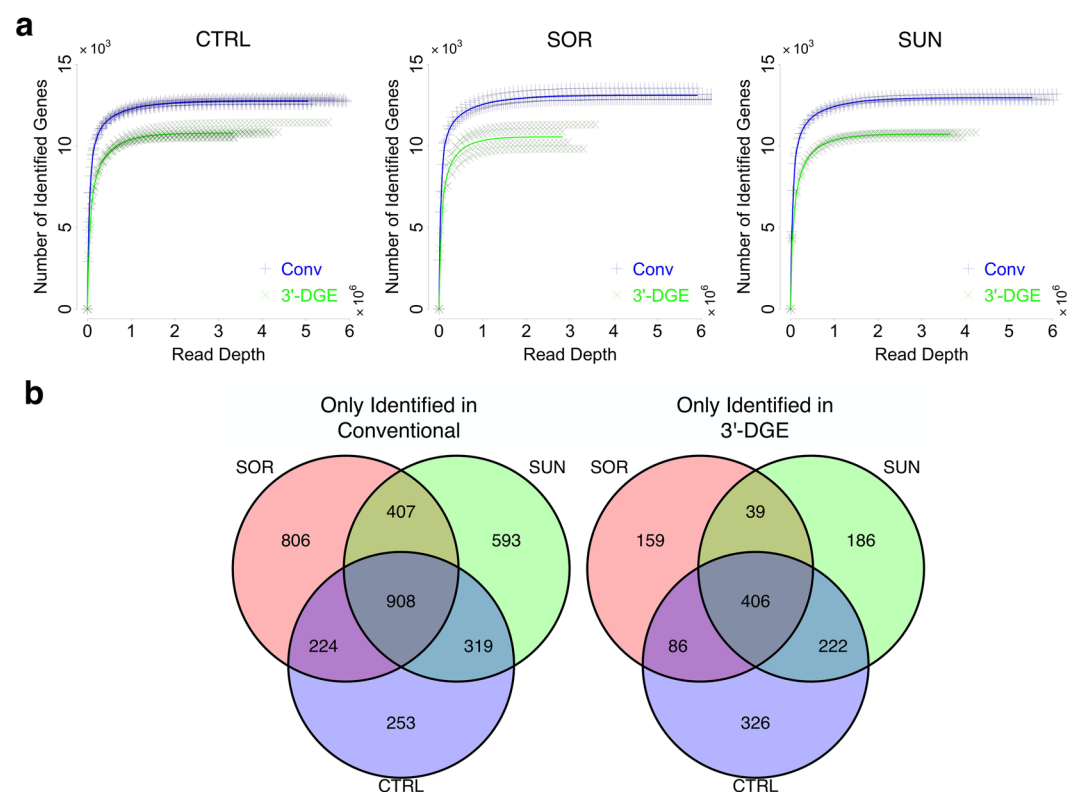 a
CTRL
× 10³
Number of Identified Genes
15
10
5
0
Conv
3'-DGE
× 10⁶
0 1 2 3 4 5 6
Read Depth
SOR
× 10³
Number of Identified Genes
15
10
5
0
Conv
3'-DGE
× 10⁶
0 1 2 3 4 5 6
Read Depth
SUN
× 10³
Number of Identified Genes
15
10
5
0
Conv
3'-DGE
× 10⁶
0 1 2 3 4 5 6
Read Depth
b
Only Identified in
Conventional
SOR
SUN
407
806
593
908
224
319
253
CTRL
Only Identified in
3'-DGE
SOR
SUN
39
159
186
406
86
222
326
CTRL